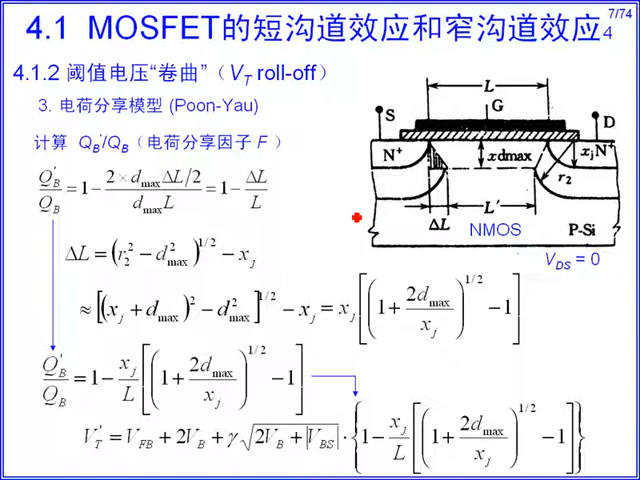 4.1 MOSFET的短沟道效应和窄沟道效应
7/74
4
4.1.2 阈值电压“卷曲”（V_T roll-off）
3. 电荷分享模型 (Poon-Yau)
计算 Q_B'/Q_B（电荷分享因子 F ）
Q_B'/Q_B = 1 − (2 × d_max ΔL/2)/(d_max L) = 1 − ΔL/L
ΔL = (r_2^2 − d_max^2)^{1/2} − x_j
≈ [(x_j + d_max)^2 − d_max^2]^{1/2} − x_j = x_j [(1 + 2d_max/x_j)^{1/2} − 1]
Q_B'/Q_B = 1 − x_j/L [(1 + 2d_max/x_j)^{1/2} − 1]
V_T' = V_FB + 2V_B + γ√(2V_B + |V_BS|) · {1 − x_j/L [(1 + 2d_max/x_j)^{1/2} − 1]}
L
S
G
D
N+
xdmax
x_j
N+
r_2
L'
ΔL
NMOS
P-Si
V_DS = 0